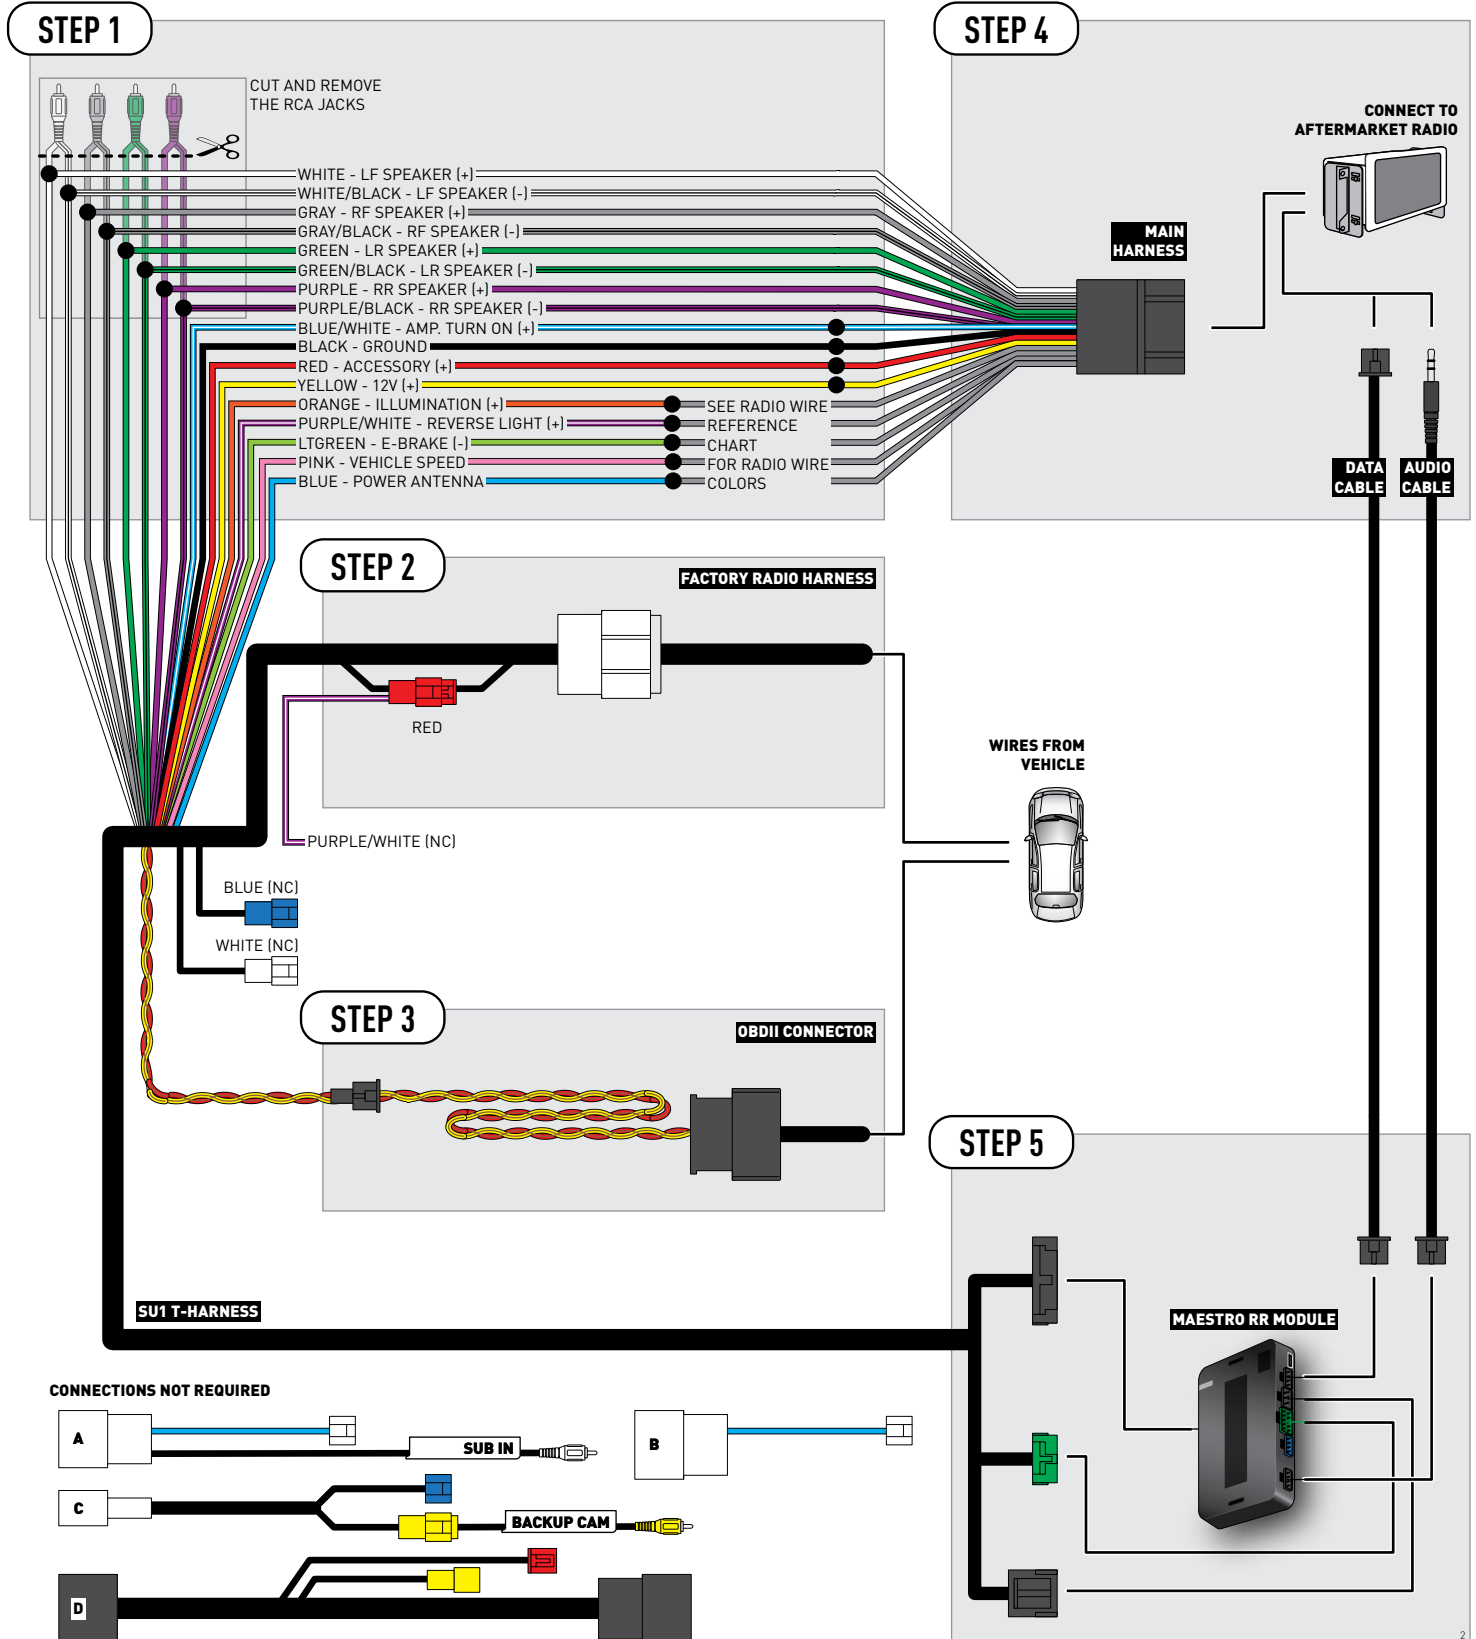 STEP 1
CUT AND REMOVE
THE RCA JACKS
WHITE - LF SPEAKER (+)
WHITE/BLACK - LF SPEAKER (-)
GRAY - RF SPEAKER (+)
GRAY/BLACK - RF SPEAKER (-)
GREEN - LR SPEAKER (+)
GREEN/BLACK - LR SPEAKER (-)
PURPLE - RR SPEAKER (+)
PURPLE/BLACK - RR SPEAKER (-)
BLUE/WHITE - AMP. TURN ON (+)
BLACK - GROUND
RED - ACCESSORY (+)
YELLOW - 12V (+)
ORANGE - ILLUMINATION (+)
PURPLE/WHITE - REVERSE LIGHT (+)
LTGREEN - E-BRAKE (-)
PINK - VEHICLE SPEED
BLUE - POWER ANTENNA
SEE RADIO WIRE
REFERENCE
CHART
FOR RADIO WIRE
COLORS
STEP 4
CONNECT TO
AFTERMARKET RADIO
MAIN
HARNESS
DATA
CABLE
AUDIO
CABLE
STEP 2
FACTORY RADIO HARNESS
RED
PURPLE/WHITE (NC)
BLUE (NC)
WHITE (NC)
WIRES FROM
VEHICLE
STEP 3
OBDII CONNECTOR
STEP 5
MAESTRO RR MODULE
SU1 T-HARNESS
CONNECTIONS NOT REQUIRED
A
SUB IN
B
C
BACKUP CAM
D
2